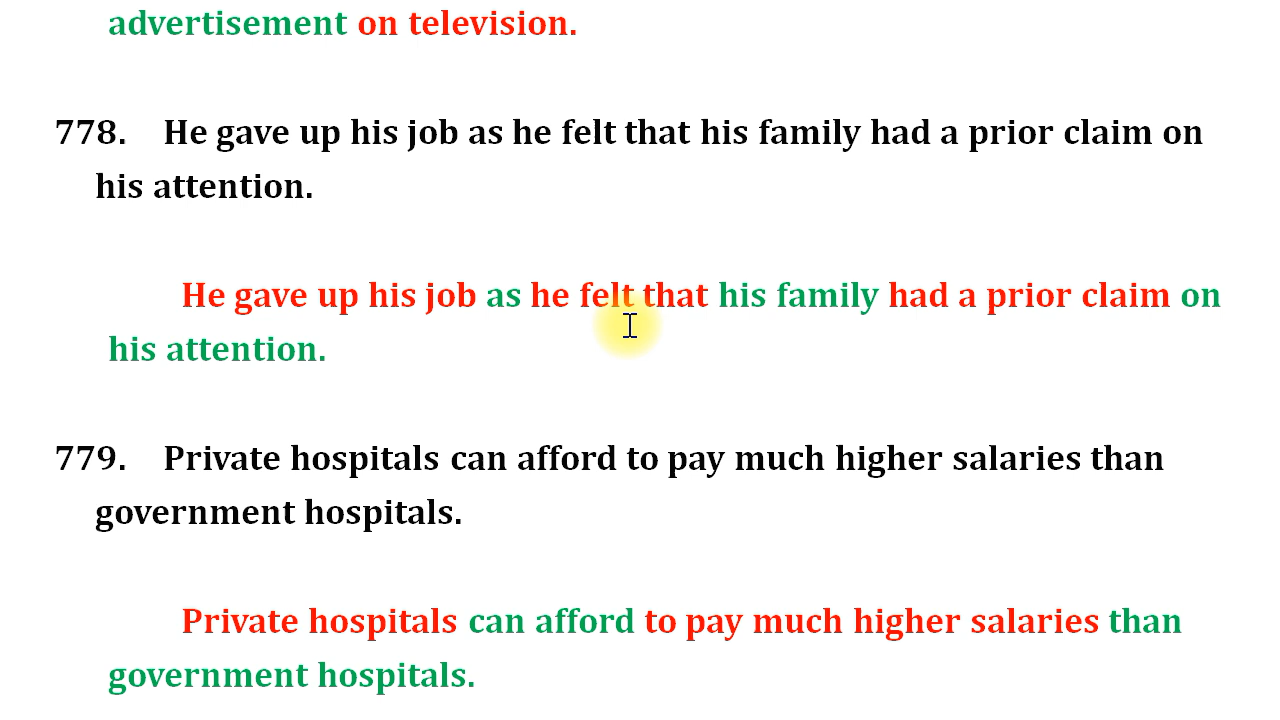 advertisement on television.
778. He gave up his job as he felt that his family had a prior claim on
his attention.
He gave up his job as he felt that his family had a prior claim on
his attention.
779. Private hospitals can afford to pay much higher salaries than
government hospitals.
Private hospitals can afford to pay much higher salaries than
government hospitals.